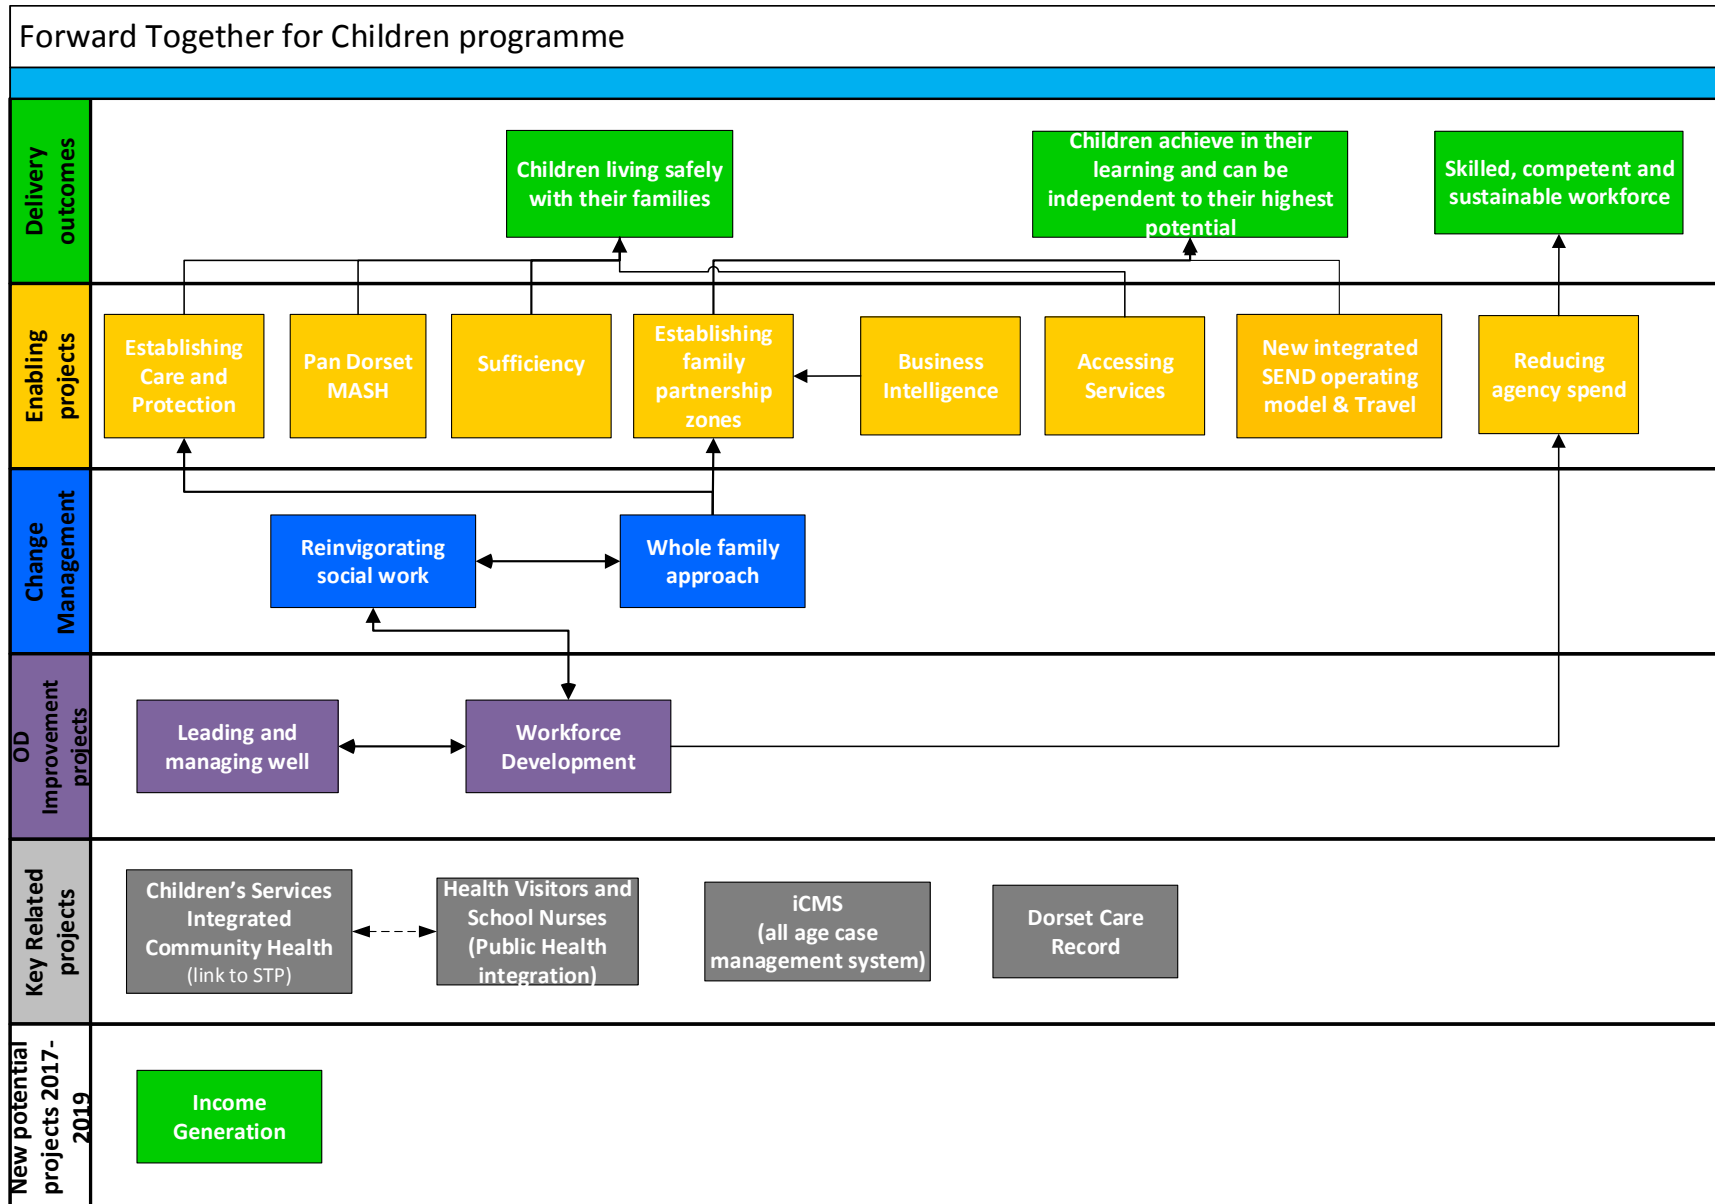 Forward Together for Children programme
Delivery
outcomes
Children living safely
with their families
Children achieve in their
learning and can be
independent to their highest
potential
Skilled, competent and
sustainable workforce
Enabling
projects
Establishing
Care and
Protection
Pan Dorset
MASH
Sufficiency
Establishing
family
partnership
zones
Business
Intelligence
Accessing
Services
New integrated
SEND operating
model & Travel
Reducing
agency spend
Change
Management
Reinvigorating
social work
Whole family
approach
OD
Improvement
projects
Leading and
managing well
Workforce
Development
Key Related
projects
Children’s Services
Integrated
Community Health
(link to STP)
Health Visitors and
School Nurses
(Public Health
integration)
iCMS
(all age case
management system)
Dorset Care
Record
New potential
projects 2017-
2019
Income
Generation